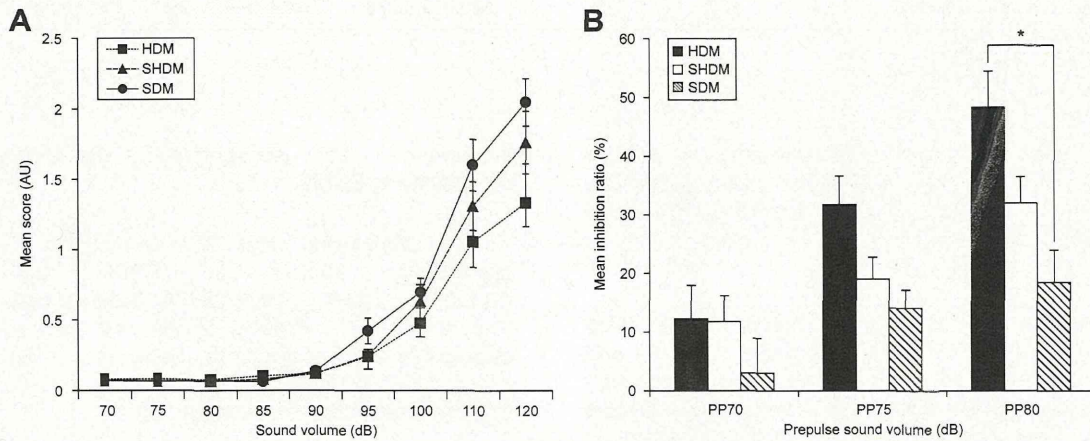 A
2.5
2
1.5
1
0.5
0
Mean score (AU)
HDM
SHDM
SDM
70 75 80 85 90 95 100 110 120
Sound volume (dB)
B
60
50
40
30
20
10
0
Mean inhibition ratio (%)
HDM
SHDM
SDM
*
PP70 PP75 PP80
Prepulse sound volume (dB)